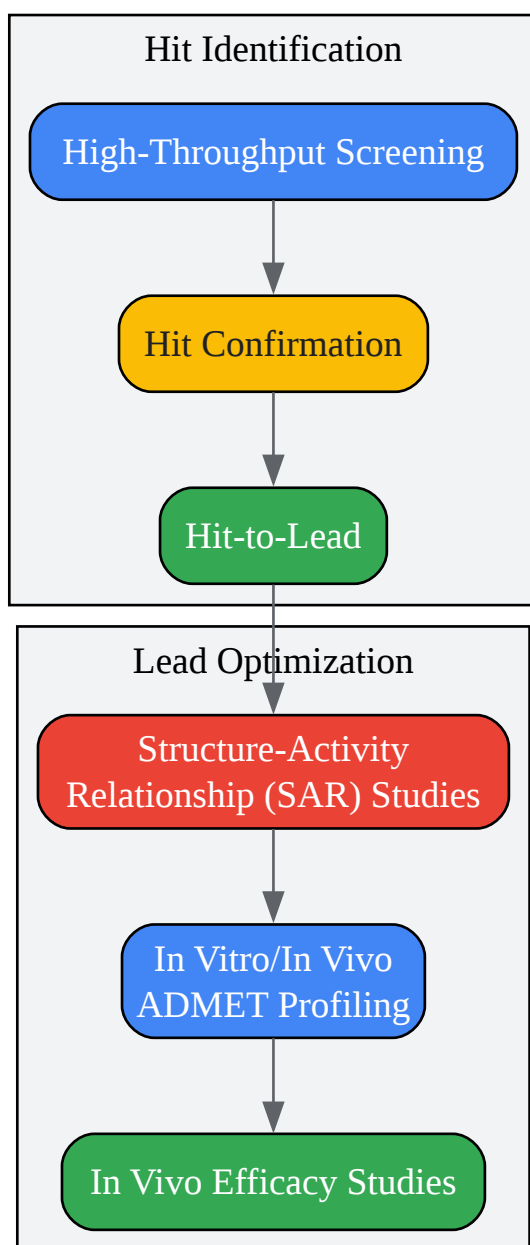 Hit Identification
High-Throughput Screening
Hit Confirmation
Hit-to-Lead
Lead Optimization
Structure-Activity
Relationship (SAR) Studies
In Vitro/In Vivo
ADMET Profiling
In Vivo Efficacy Studies